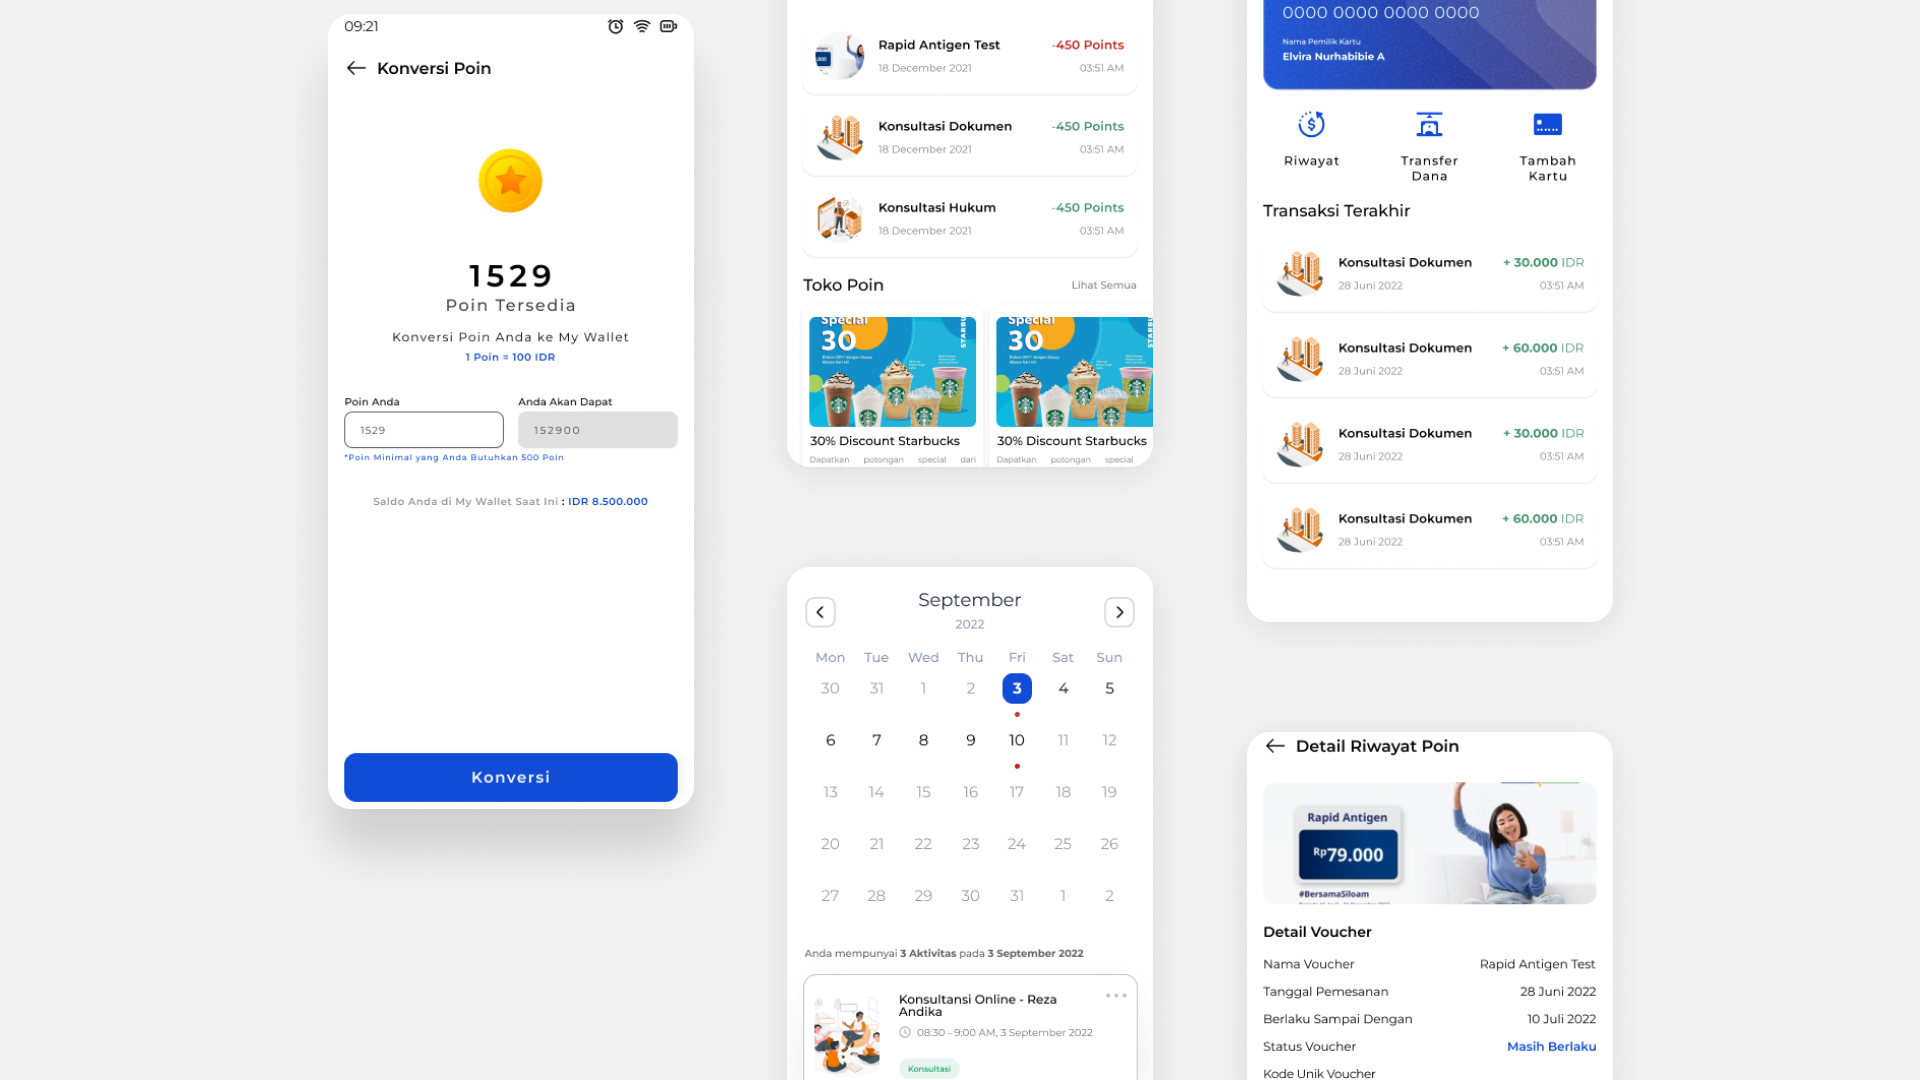 09:21
Konversi Poin
1529
Poin Tersedia
Konversi Poin Anda ke My Wallet
1 Poin = 100 IDR
Poin Anda
Anda Akan Dapat
1529
152900
*Poin Minimal yang Anda Butuhkan 500 Poin
Saldo Anda di My Wallet Saat Ini : IDR 8.500.000
Konversi
Rapid Antigen Test
-450 Points
18 December 2021
03:51 AM
Konsultasi Dokumen
-450 Points
18 December 2021
03:51 AM
Konsultasi Hukum
-450 Points
18 December 2021
03:51 AM
Toko Poin
Lihat Semua
Special
30
STARBU
Special
30
30% Discount Starbucks
30% Discount Starbucks
Dapatkan potongan special dari
Dapatkan potongan special
September
2022
Mon Tue Wed Thu Fri Sat Sun
30 31 1 2 3 4 5
6 7 8 9 10 11 12
13 14 15 16 17 18 19
20 21 22 23 24 25 26
27 28 29 30 31 1 2
Anda mempunyai 3 Aktivitas pada 3 September 2022
Konsultansi Online - Reza
Andika
08:30 - 9:00 AM, 3 September 2022
Konsultasi
0000 0000 0000 0000
Nama Pemilik Kartu
Elvira Nurhabibie A
Riwayat
Transfer
Dana
Tambah
Kartu
Transaksi Terakhir
Konsultasi Dokumen
+ 30.000 IDR
28 Juni 2022
03:51 AM
Konsultasi Dokumen
+ 60.000 IDR
28 Juni 2022
03:51 AM
Konsultasi Dokumen
+ 30.000 IDR
28 Juni 2022
03:51 AM
Konsultasi Dokumen
+ 60.000 IDR
28 Juni 2022
03:51 AM
Detail Riwayat Poin
Rapid Antigen
Rp79.000
#BersamaSiloam
Detail Voucher
Nama Voucher
Rapid Antigen Test
Tanggal Pemesanan
28 Juni 2022
Berlaku Sampai Dengan
10 Juli 2022
Status Voucher
Masih Berlaku
Kode Unik Voucher